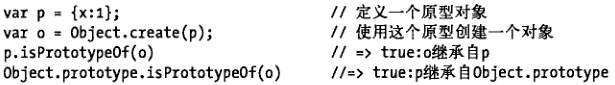 var p = {x:1}; // 定义一个原型对象
var o = Object.create(p); // 使用这个原型创建一个对象
p.isPrototypeOf(o) // => true:o继承自p
Object.prototype.isPrototypeOf(o) //=> true:p继承自Object.prototype